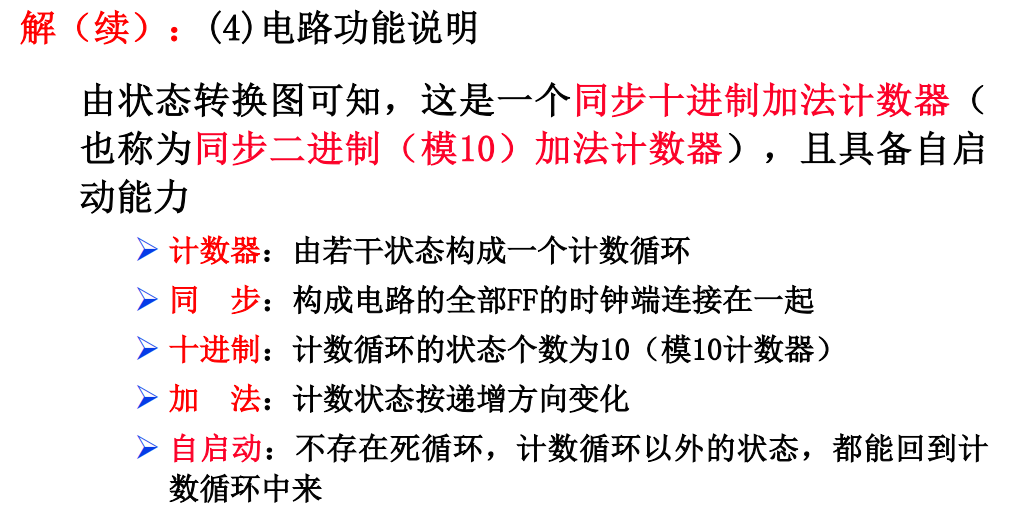 解（续）：(4)电路功能说明
由状态转换图可知，这是一个同步十进制加法计数器（
也称为同步二进制（模10）加法计数器），且具备自启
动能力
➢ 计数器：由若干状态构成一个计数循环
➢ 同　步：构成电路的全部FF的时钟端连接在一起
➢ 十进制：计数循环的状态个数为10（模10计数器）
➢ 加　法：计数状态按递增方向变化
➢ 自启动：不存在死循环，计数循环以外的状态，都能回到计
数循环中来